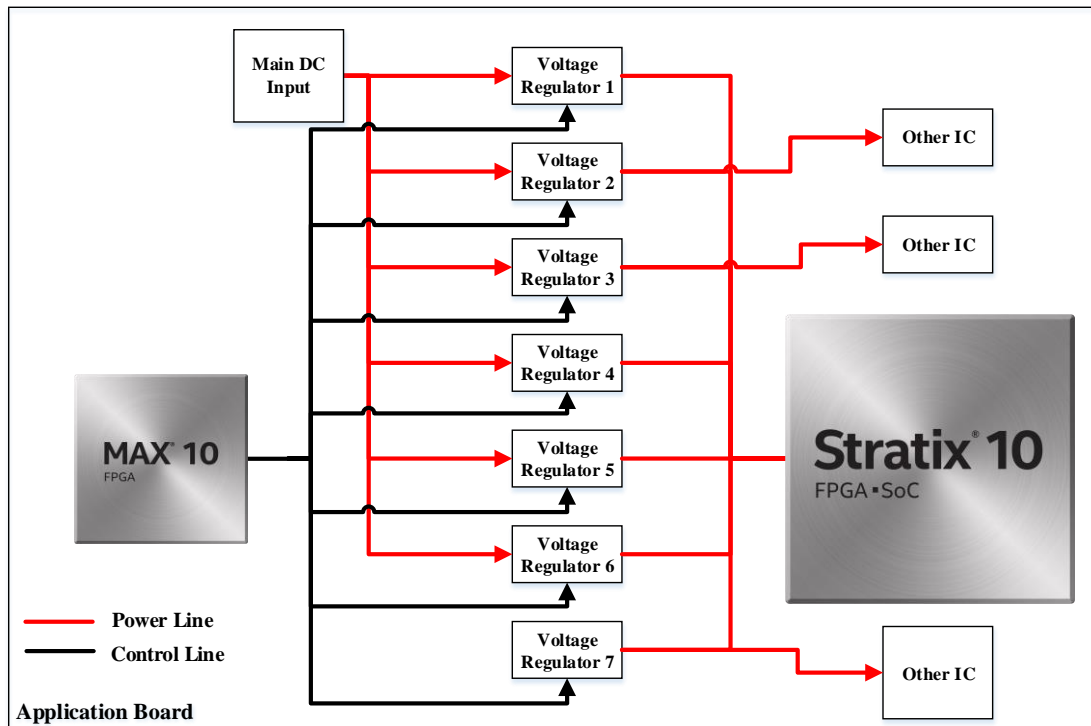 Main DC
Input
Voltage
Regulator 1
Voltage
Regulator 2
Other IC
Voltage
Regulator 3
Other IC
Voltage
Regulator 4
MAX® 10
FPGA
Voltage
Regulator 5
Stratix® 10
FPGA▪SoC
Voltage
Regulator 6
Power Line
Control Line
Voltage
Regulator 7
Other IC
Application Board